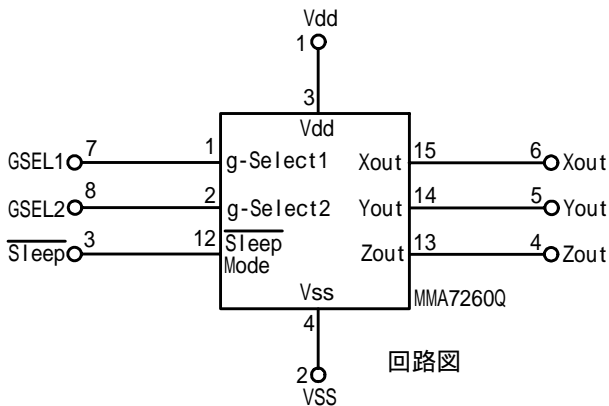 Vdd
1
3
Vdd
GSEL1 7 1 g-Select1 Xout 15 6 Xout
GSEL2 8 2 g-Select2 Yout 14 5 Yout
Sleep 3 12 Sleep Mode Zout 13 4 Zout
Vss
MMA7260Q
4
回路図
2
VSS